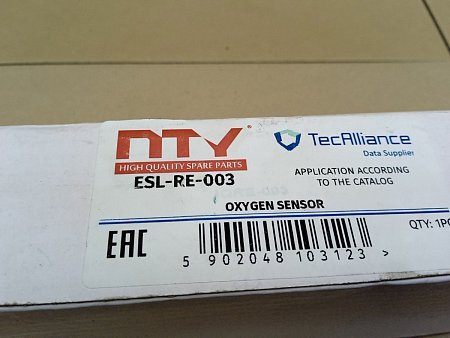 NTY
HIGH QUALITY SPARE PARTS
ESL-RE-003
TecAlliance
Data Supplier
APPLICATION ACCORDING
TO THE CATALOG
OXYGEN SENSOR
EAC
5 902048 103123 >
QTY: 1PC